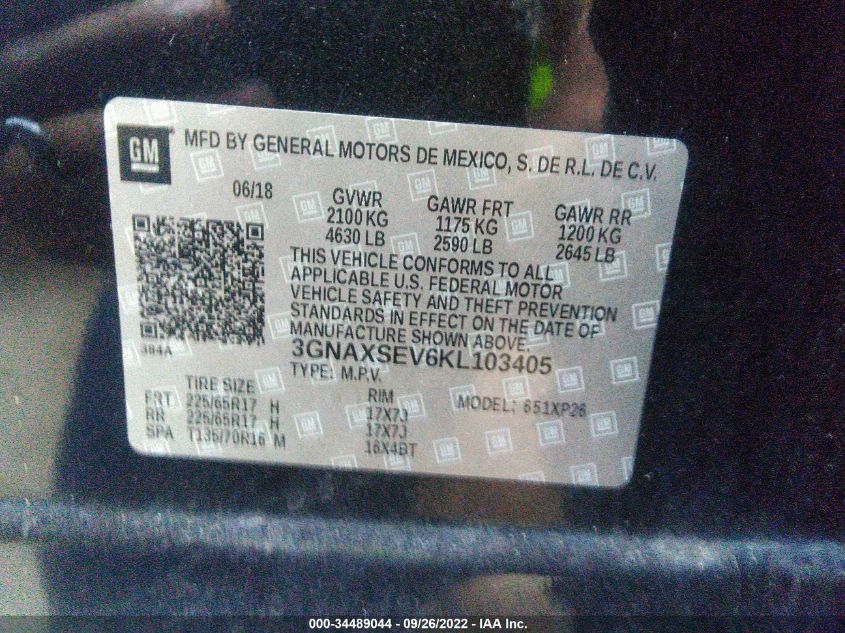 GM
MFD BY GENERAL MOTORS DE MEXICO, S. DE R.L. DE C.V.
06/18 GVWR GAWR FRT GAWR RR
2100 KG 1175 KG 1200 KG
4630 LB 2590 LB 2645 LB
THIS VEHICLE CONFORMS TO ALL
APPLICABLE U.S. FEDERAL MOTOR
VEHICLE SAFETY AND THEFT PREVENTION
STANDARDS IN EFFECT ON THE DATE OF
MANUFACTURE SHOWN ABOVE.
384A
3GNAXSEV6KL103405
TYPE: M.P.V.
TIRE SIZE RIM MODEL: 651XP26
FRT 225/65R17 H 17X7J
RR 225/65R17 H 17X7J
SPA T135/70R16 M 16X4BT
000-34489044 - 09/26/2022 - IAA Inc.